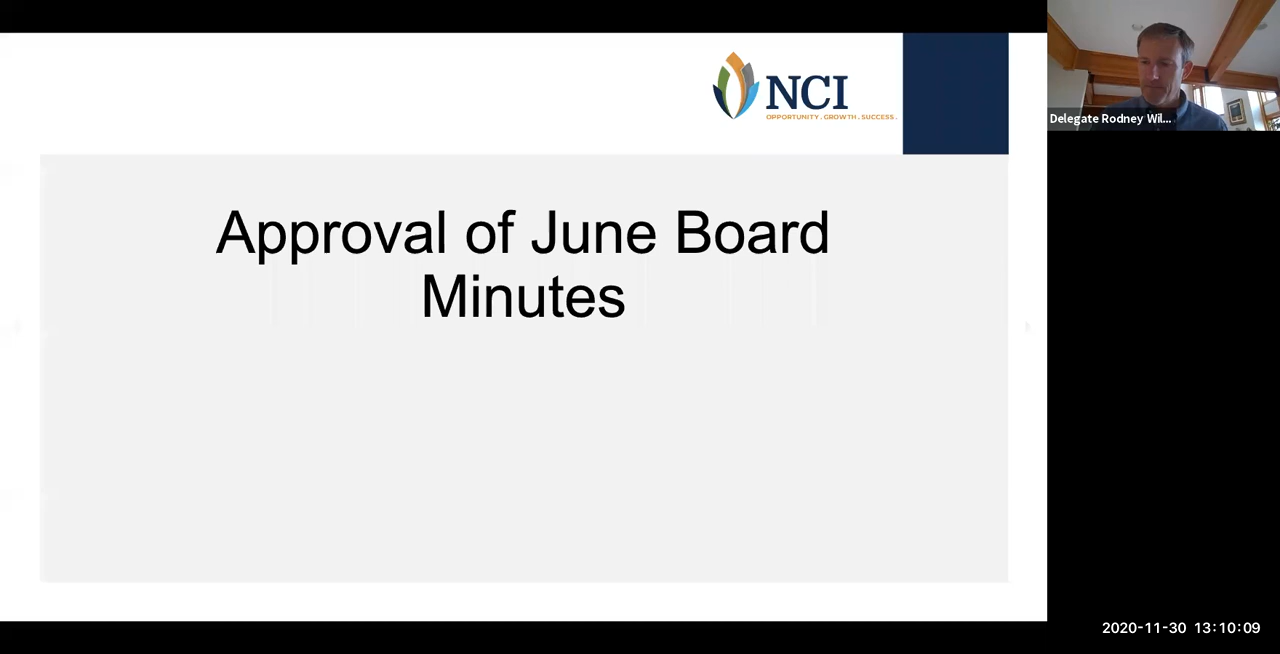 NCI
OPPORTUNITY. GROWTH. SUCCESS.
Delegate Rodney Wil...
Approval of June Board
Minutes
2020-11-30 13:10:09